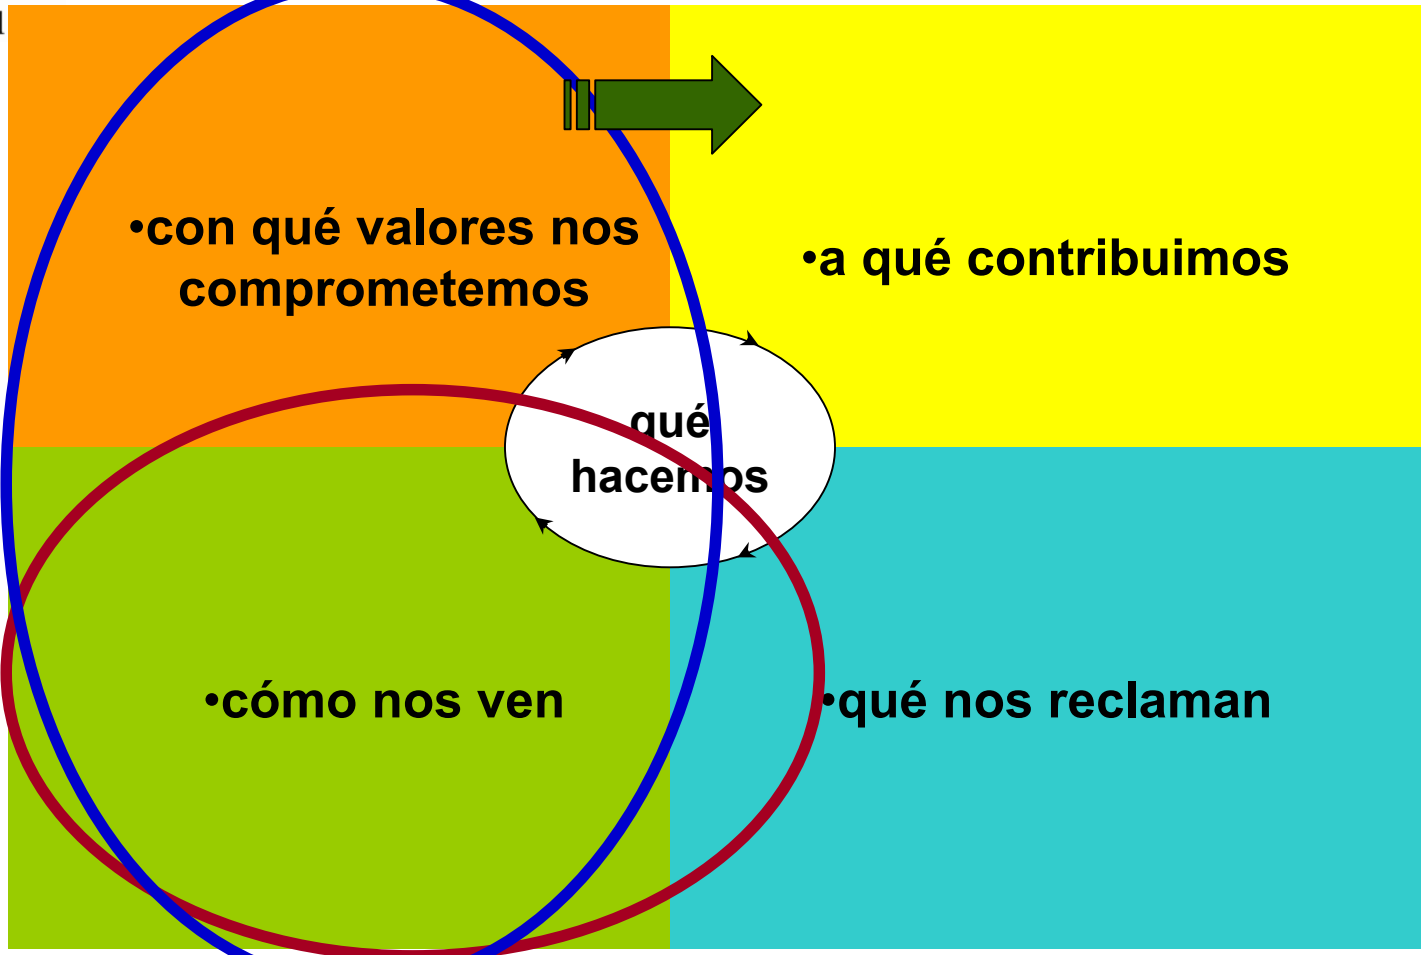 •con qué valores nos
comprometemos
•a qué contribuimos
qué
hacemos
•cómo nos ven
•qué nos reclaman